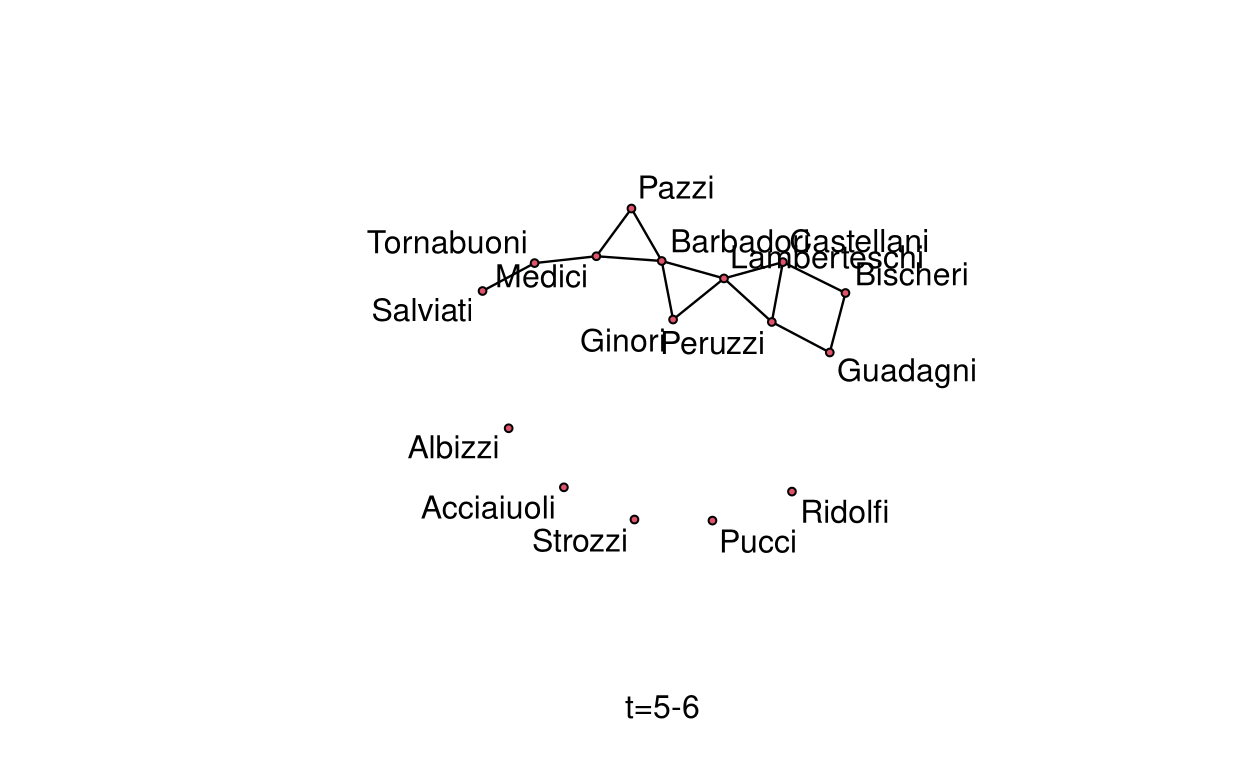 Pazzi
Tornabuoni
Barbadori
Castellani
Lamberteschi
Medici
Bischeri
Salviati
Ginori
Peruzzi
Guadagni
Albizzi
Acciaiuoli
Ridolfi
Strozzi
Pucci
t=5-6